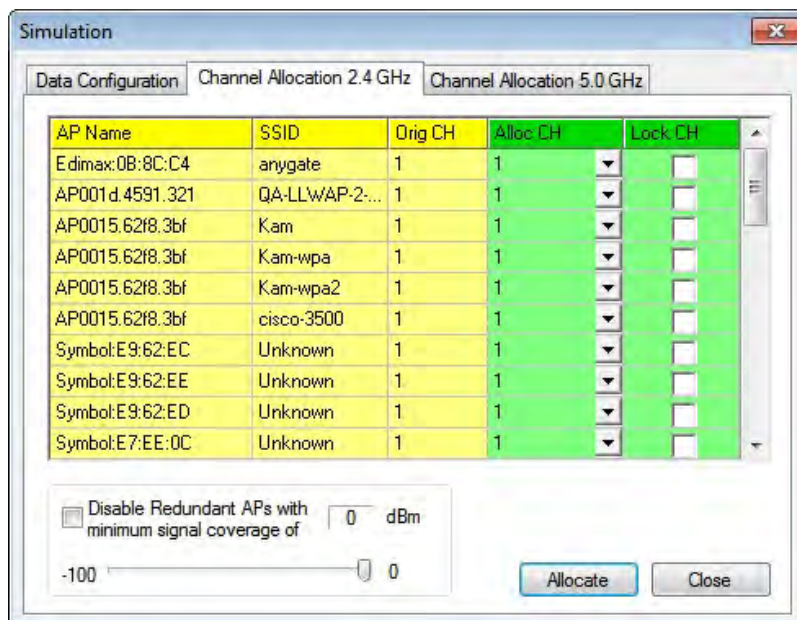 Simulation
Data Configuration Channel Allocation 2.4 GHz Channel Allocation 5.0 GHz
AP Name SSID Orig CH Alloc CH Lock CH
Edimax:0B:8C:C4 anygate 1 1
AP001d.4591.321 QA-LLWAP-2-... 1 1
AP0015.62f8.3bf Kam 1 1
AP0015.62f8.3bf Kam-wpa 1 1
AP0015.62f8.3bf Kam-wpa2 1 1
AP0015.62f8.3bf cisco-3500 1 1
Symbol:E9:62:EC Unknown 1 1
Symbol:E9:62:EE Unknown 1 1
Symbol:E9:62:ED Unknown 1 1
Symbol:E7:EE:0C Unknown 1 1
Disable Redundant APs with
minimum signal coverage of 0 dBm
-100 0
Allocate Close